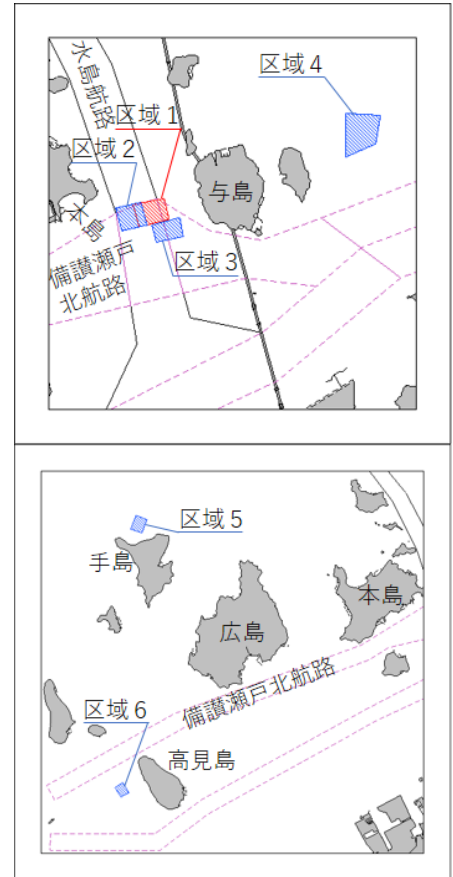 水島航路
区域4
区域1
区域2
与島
本島
備讃瀬戸
北航路
区域3
区域5
手島
本島
広島
備讃瀬戸北航路
区域6
高見島